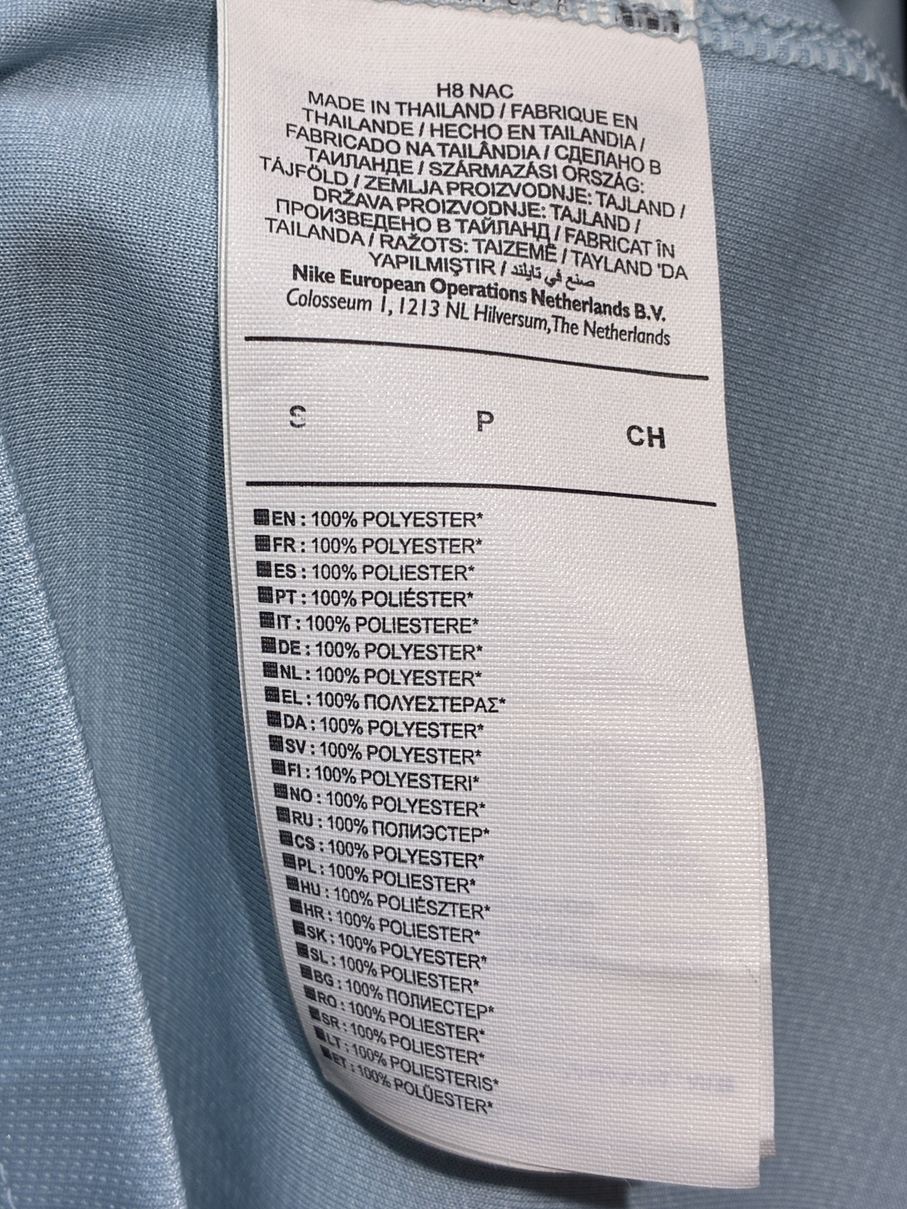 H8 NAC
MADE IN THAILAND / FABRIQUE EN
THAILANDE / HECHO EN TAILANDIA /
FABRICADO NA TAILÂNDIA / СДЕЛАНО В
ТАИЛАНДЕ / SZÁRMAZÁSI ORSZÁG:
TÁJFÖLD / ZEMLJA PROIZVODNJE: TAJLAND /
DRŽAVA PROIZVODNJE: TAJLAND /
ПРОИЗВЕДЕНО В ТАЙЛАНД / FABRICAT ÎN
TAILANDA / RAŽOTS: TAIZEMĒ / TAYLAND 'DA
YAPILMIŞTIR / صنع في تايلند
Nike European Operations Netherlands B.V.
Colosseum 1, 1213 NL Hilversum, The Netherlands
S P CH
EN : 100% POLYESTER*
FR : 100% POLYESTER*
ES : 100% POLIESTER*
PT : 100% POLIÉSTER*
IT : 100% POLIESTERE*
DE : 100% POLYESTER*
NL : 100% POLYESTER*
EL : 100% ΠΟΛΥΕΣΤΕΡΑΣ*
DA : 100% POLYESTER*
SV : 100% POLYESTER*
FI : 100% POLYESTERI*
NO : 100% POLYESTER*
RU : 100% ПОЛИЭСТЕР*
CS : 100% POLYESTER*
PL : 100% POLIESTER*
HU : 100% POLIÉSZTER*
HR : 100% POLIESTER*
SK : 100% POLYESTER*
SL : 100% POLIESTER*
BG : 100% ПОЛИЕСТЕР*
RO : 100% POLIESTER*
SR : 100% POLIESTER*
LT : 100% POLIESTERIS*
ET : 100% POLÜESTER*